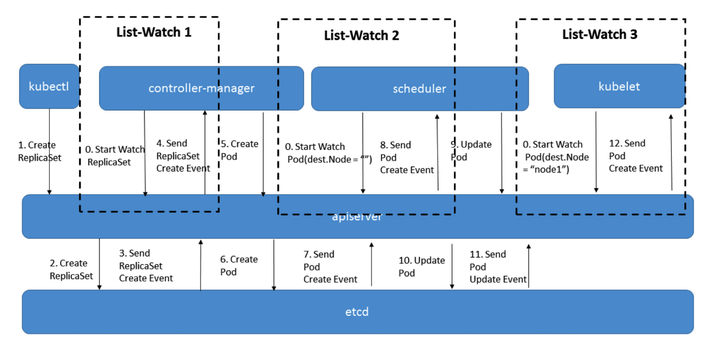 List-Watch 1
List-Watch 2
List-Watch 3
kubectl
controller-manager
scheduler
kubelet
1. Create
ReplicaSet
0. Start Watch
ReplicaSet
4. Send
ReplicaSet
Create Event
5. Create
Pod
0. Start Watch
Pod(dest.Node = “”)
8. Send
Pod
Create Event
9. Update
Pod
0. Start Watch
Pod(dest.Node
= “node1”)
12. Send
Pod
Create Event
apiserver
2. Create
ReplicaSet
3. Send
ReplicaSet
Create Event
6. Create
Pod
7. Send
Pod
Create Event
10. Update
Pod
11. Send
Pod
Update Event
etcd